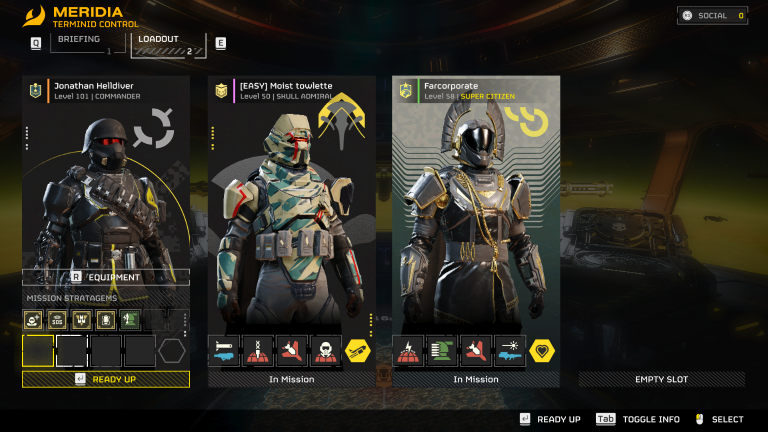 MERIDIA
TERMINID CONTROL
SOCIAL 0
Q BRIEFING 1 LOADOUT 2 E
Jonathan Helldiver
Level 101 | COMMANDER
[EASY] Moist towlette
Level 50 | SKULL ADMIRAL
Farcorporate
Level 58 | SUPER CITIZEN
R EQUIPMENT
MISSION STRATAGEMS
SOS
READY UP
In Mission
In Mission
EMPTY SLOT
READY UP Tab TOGGLE INFO SELECT